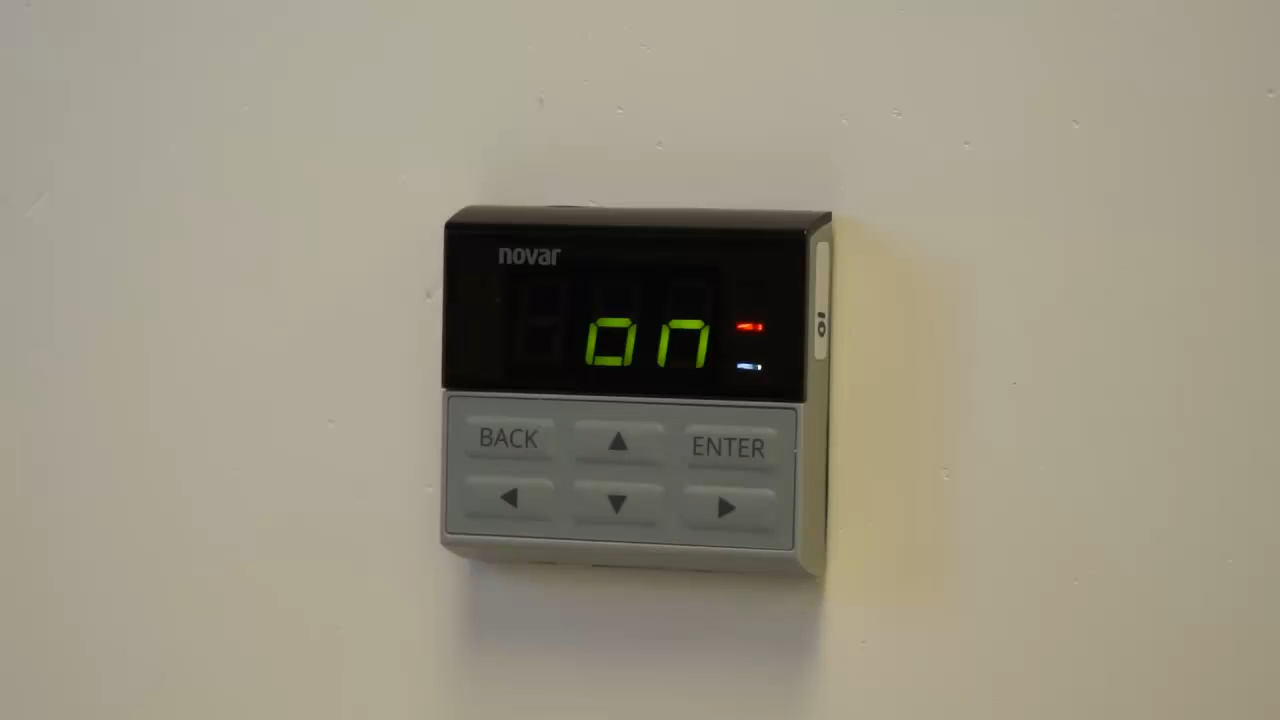 novar
on
BACK ▲ ENTER
◀ ▼ ▶